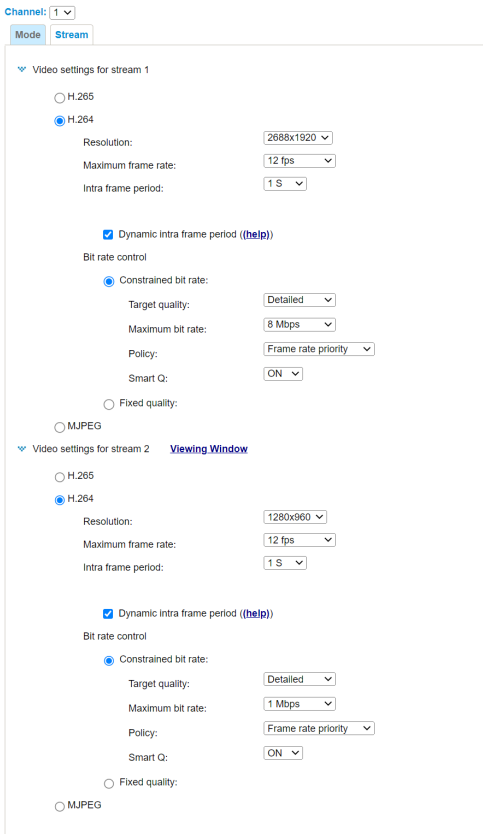 Channel: 1
Mode Stream
Video settings for stream 1
H.265
H.264
Resolution: 2688x1920
Maximum frame rate: 12 fps
Intra frame period: 1 S
Dynamic intra frame period ((help))
Bit rate control
Constrained bit rate:
Target quality: Detailed
Maximum bit rate: 8 Mbps
Policy: Frame rate priority
Smart Q: ON
Fixed quality:
MJPEG
Video settings for stream 2 Viewing Window
H.265
H.264
Resolution: 1280x960
Maximum frame rate: 12 fps
Intra frame period: 1 S
Dynamic intra frame period ((help))
Bit rate control
Constrained bit rate:
Target quality: Detailed
Maximum bit rate: 1 Mbps
Policy: Frame rate priority
Smart Q: ON
Fixed quality:
MJPEG